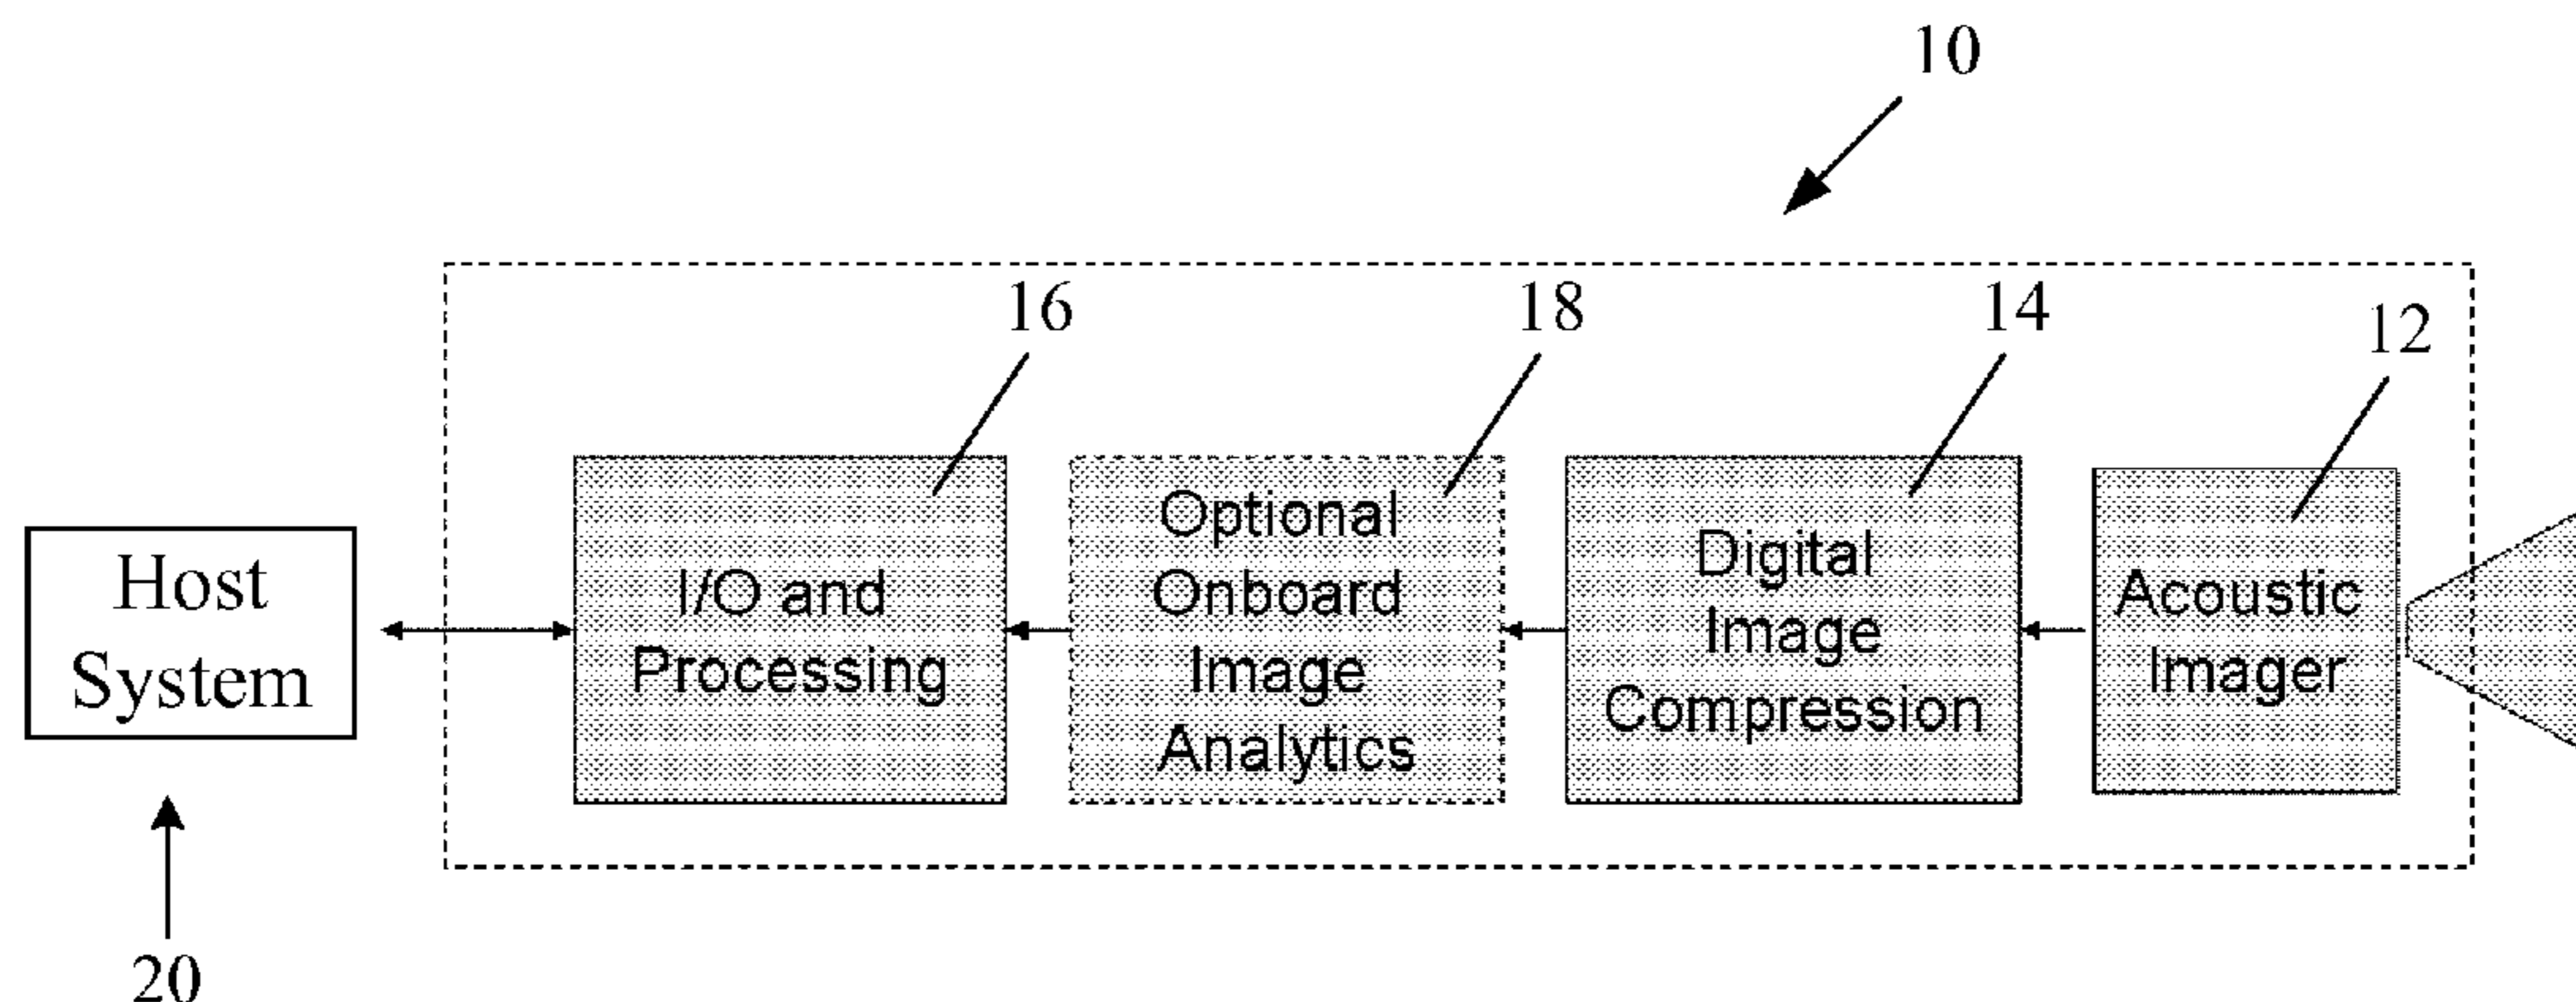 10
16
18
14
12
Host
System
I/O and
Processing
Optional
Onboard
Image
Analytics
Digital
Image
Compression
Acoustic
Imager
20